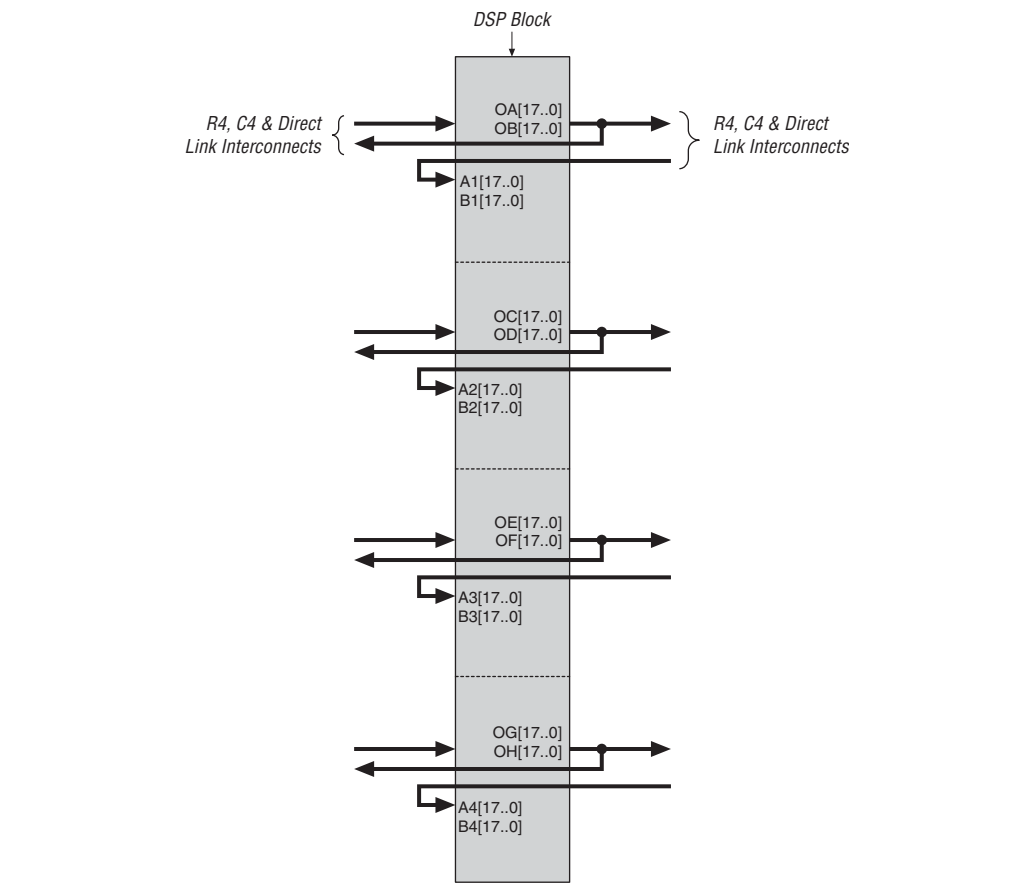 DSP Block
R4, C4 & Direct
Link Interconnects
OA[17..0]
OB[17..0]
R4, C4 & Direct
Link Interconnects
A1[17..0]
B1[17..0]
OC[17..0]
OD[17..0]
A2[17..0]
B2[17..0]
OE[17..0]
OF[17..0]
A3[17..0]
B3[17..0]
OG[17..0]
OH[17..0]
A4[17..0]
B4[17..0]